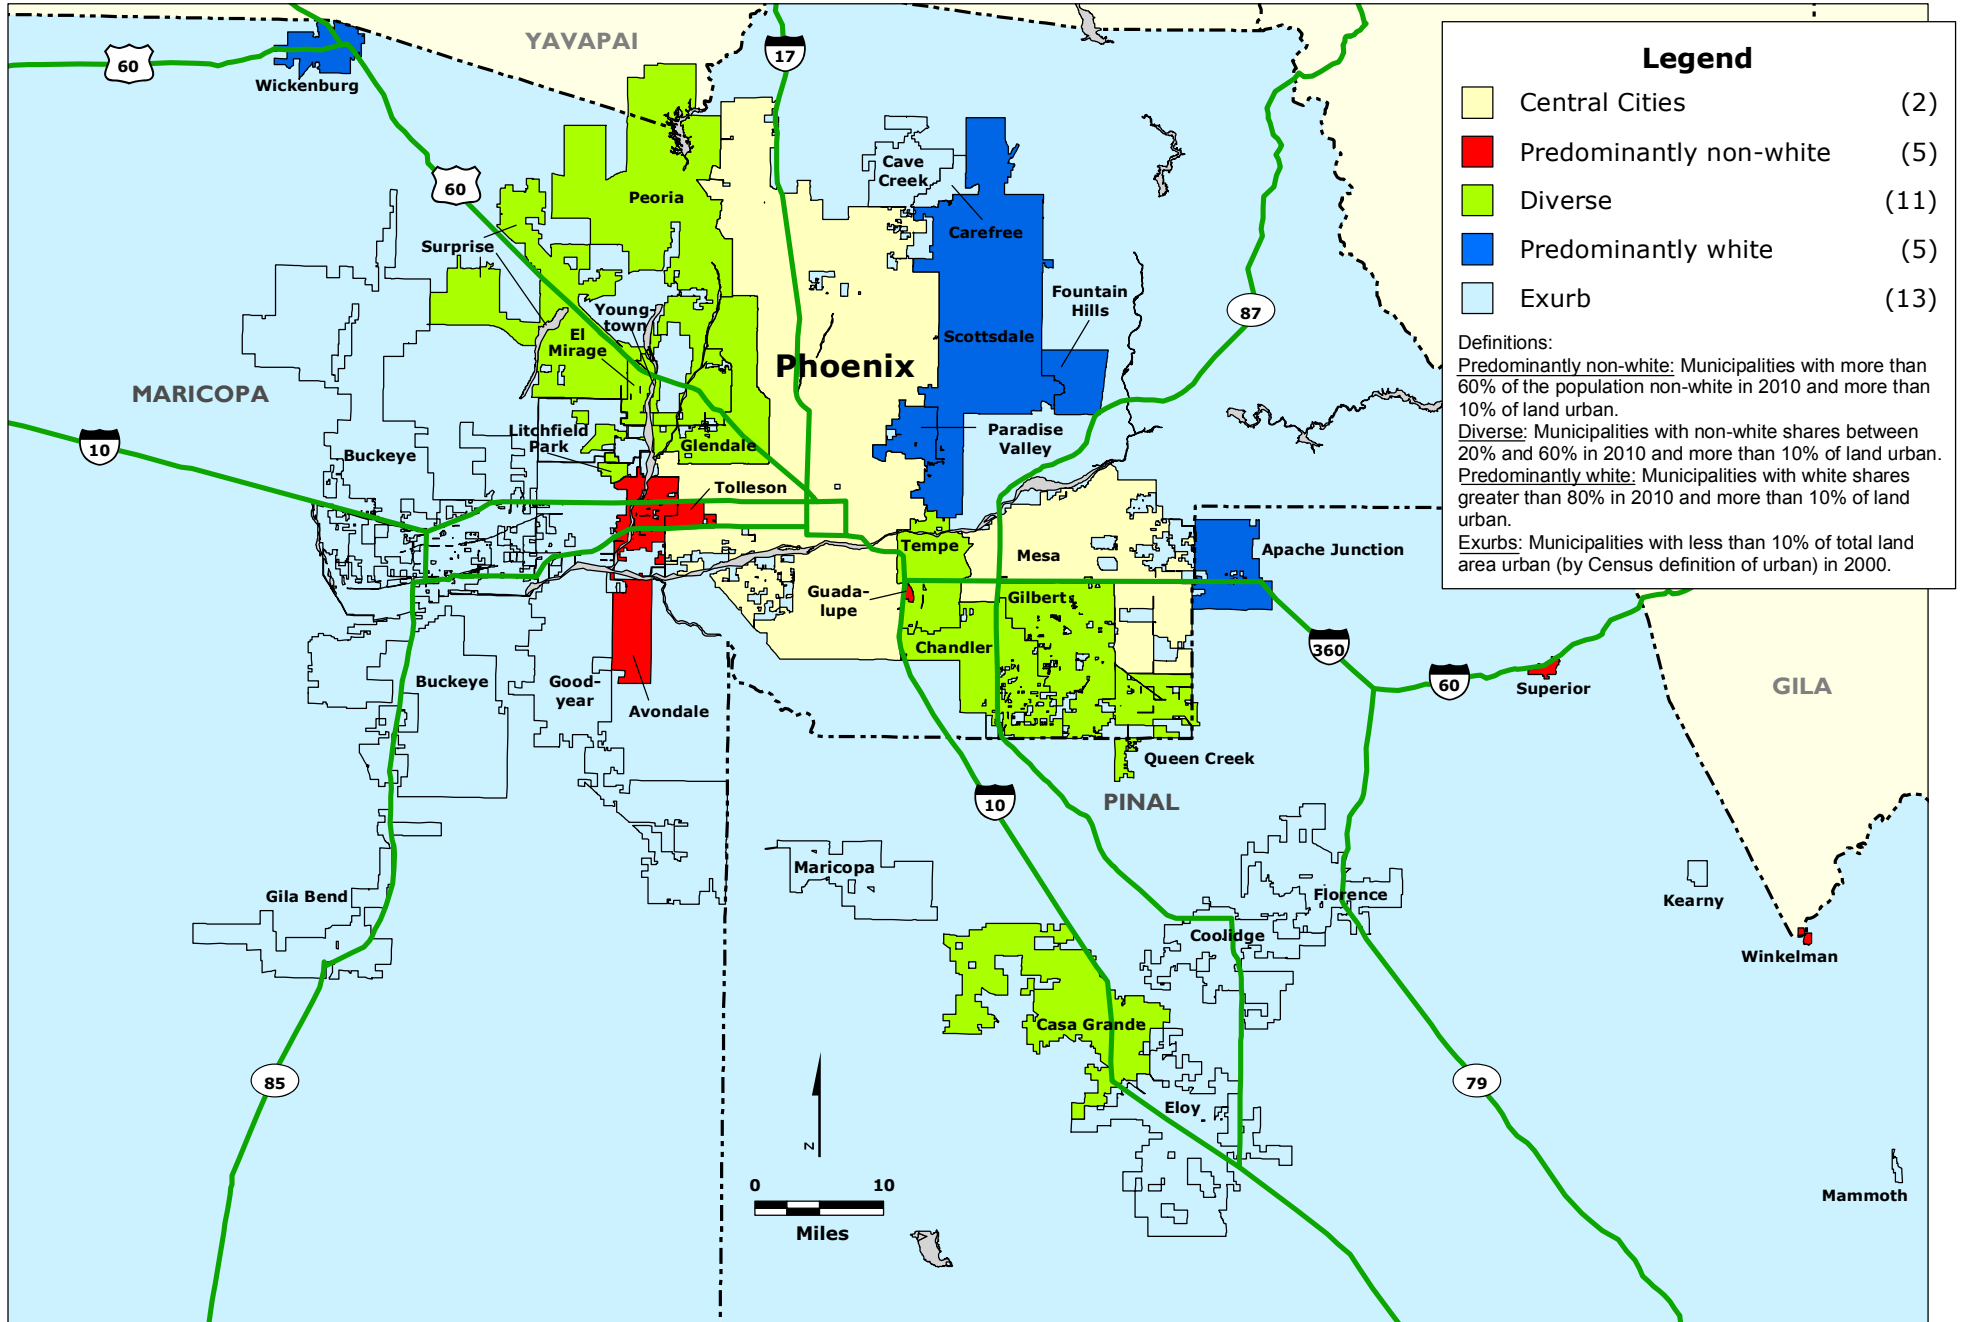 YAVAPAI
60
17
Wickenburg
Legend
Central Cities (2)
Predominantly non-white (5)
Diverse (11)
Predominantly white (5)
Exurb (13)
Definitions:
Predominantly non-white: Municipalities with more than
60% of the population non-white in 2010 and more than
10% of land urban.
Diverse: Municipalities with non-white shares between
20% and 60% in 2010 and more than 10% of land urban.
Predominantly white: Municipalities with white shares
greater than 80% in 2010 and more than 10% of land
urban.
Exurbs: Municipalities with less than 10% of total land
area urban (by Census definition of urban) in 2000.
Cave
Creek
60
Peoria
Carefree
Surprise
Fountain
Hills
Young-
town
87
El
Mirage
Scottsdale
Phoenix
MARICOPA
Litchfield
Park
Glendale
Paradise
Valley
10
Buckeye
Tolleson
Tempe
Mesa
Apache Junction
Guada-
lupe
Gilbert
Chandler
360
60
Superior
GILA
Buckeye
Good-
year
Avondale
Queen Creek
10
PINAL
Maricopa
Gila Bend
Florence
Kearny
Coolidge
Winkelman
Casa Grande
85
79
Eloy
N
0 10
Miles
Mammoth